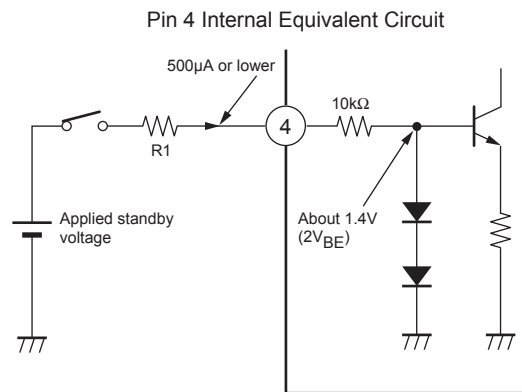 Pin 4 Internal Equivalent Circuit
500μA or lower
R1
4
10kΩ
Applied standby
voltage
About 1.4V
(2VBE)